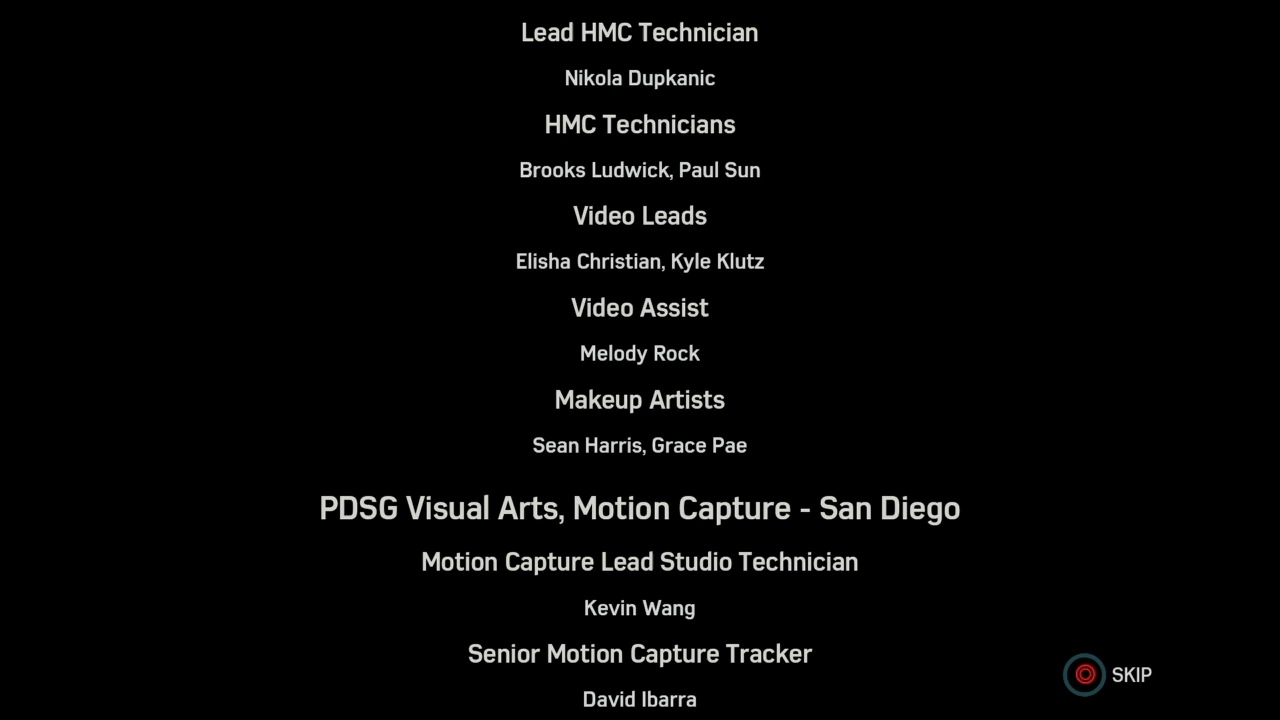 Lead HMC Technician
Nikola Dupkanic
HMC Technicians
Brooks Ludwick, Paul Sun
Video Leads
Elisha Christian, Kyle Klutz
Video Assist
Melody Rock
Makeup Artists
Sean Harris, Grace Pae
PDSG Visual Arts, Motion Capture - San Diego
Motion Capture Lead Studio Technician
Kevin Wang
Senior Motion Capture Tracker
SKIP
David Ibarra